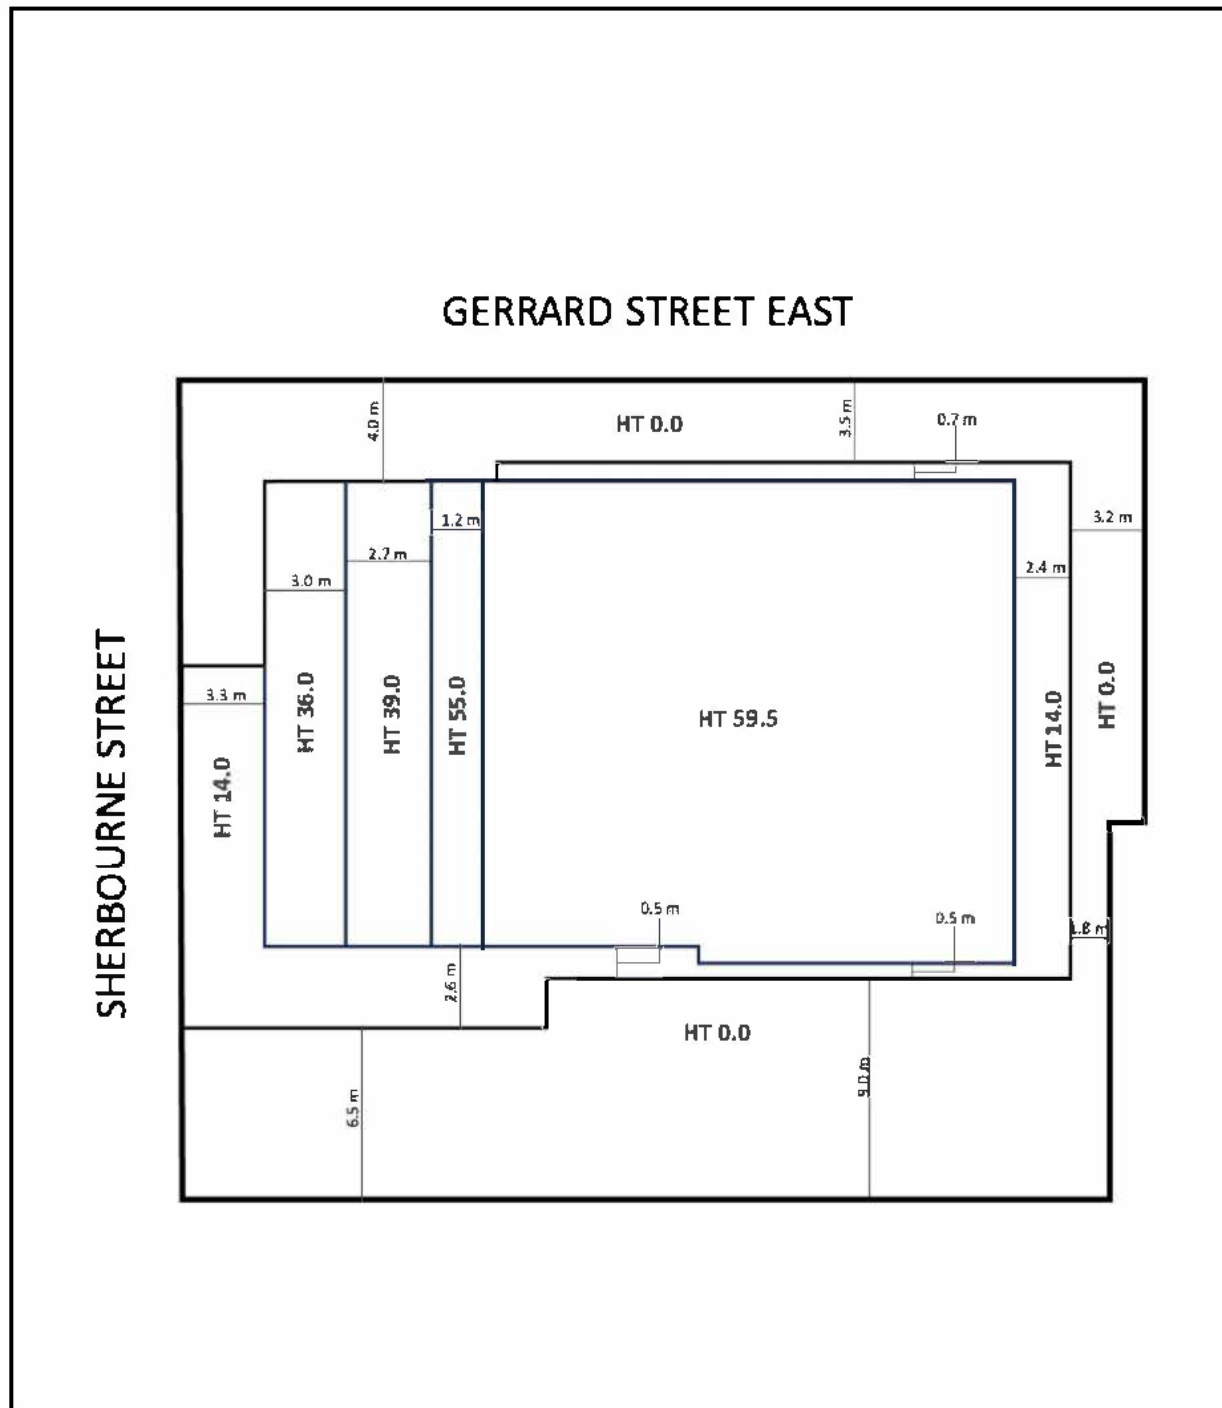 GERRARD STREET EAST
4.0 m
HT 0.0
3.5 m
0.7 m
1.2 m
3.2 m
2.7 m
2.4 m
3.0 m
SHERBOURNE STREET
3.3 m
HT 14.0
HT 36.0
HT 39.0
HT 55.0
HT 59.5
HT 14.0
HT 0.0
0.5 m
0.5 m
1.8 m
2.6 m
HT 0.0
6.5 m
9.0 m